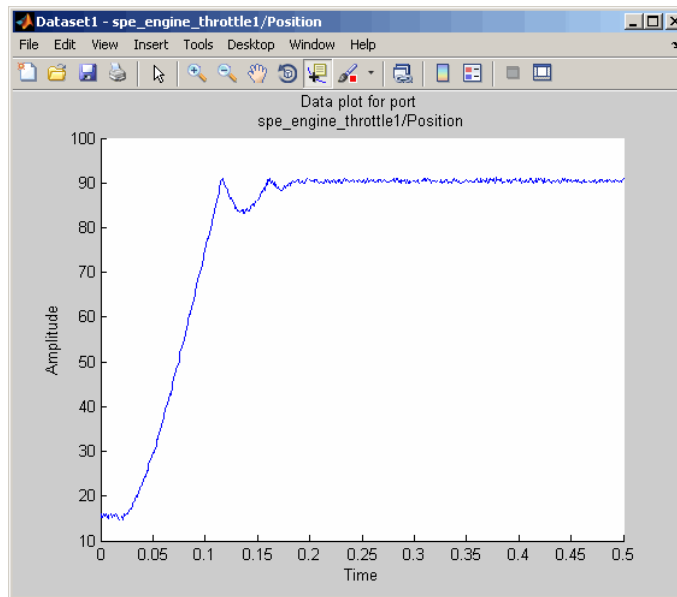 Dataset1 - spe_engine_throttle1/Position
File Edit View Insert Tools Desktop Window Help
Data plot for port
spe_engine_throttle1/Position
100
90
80
70
60
50
40
30
20
10
Amplitude
0 0.05 0.1 0.15 0.2 0.25 0.3 0.35 0.4 0.45 0.5
Time